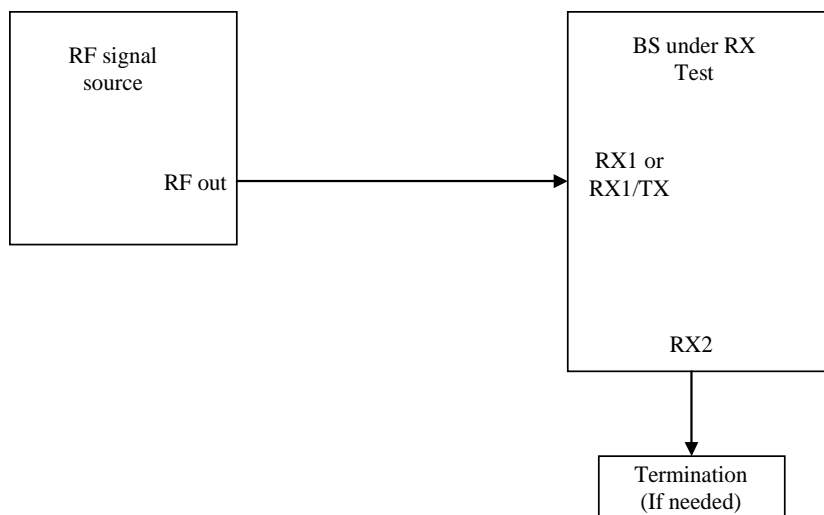 RF signal
source
RF out
BS under RX
Test
RX1 or
RX1/TX
RX2
Termination
(If needed)